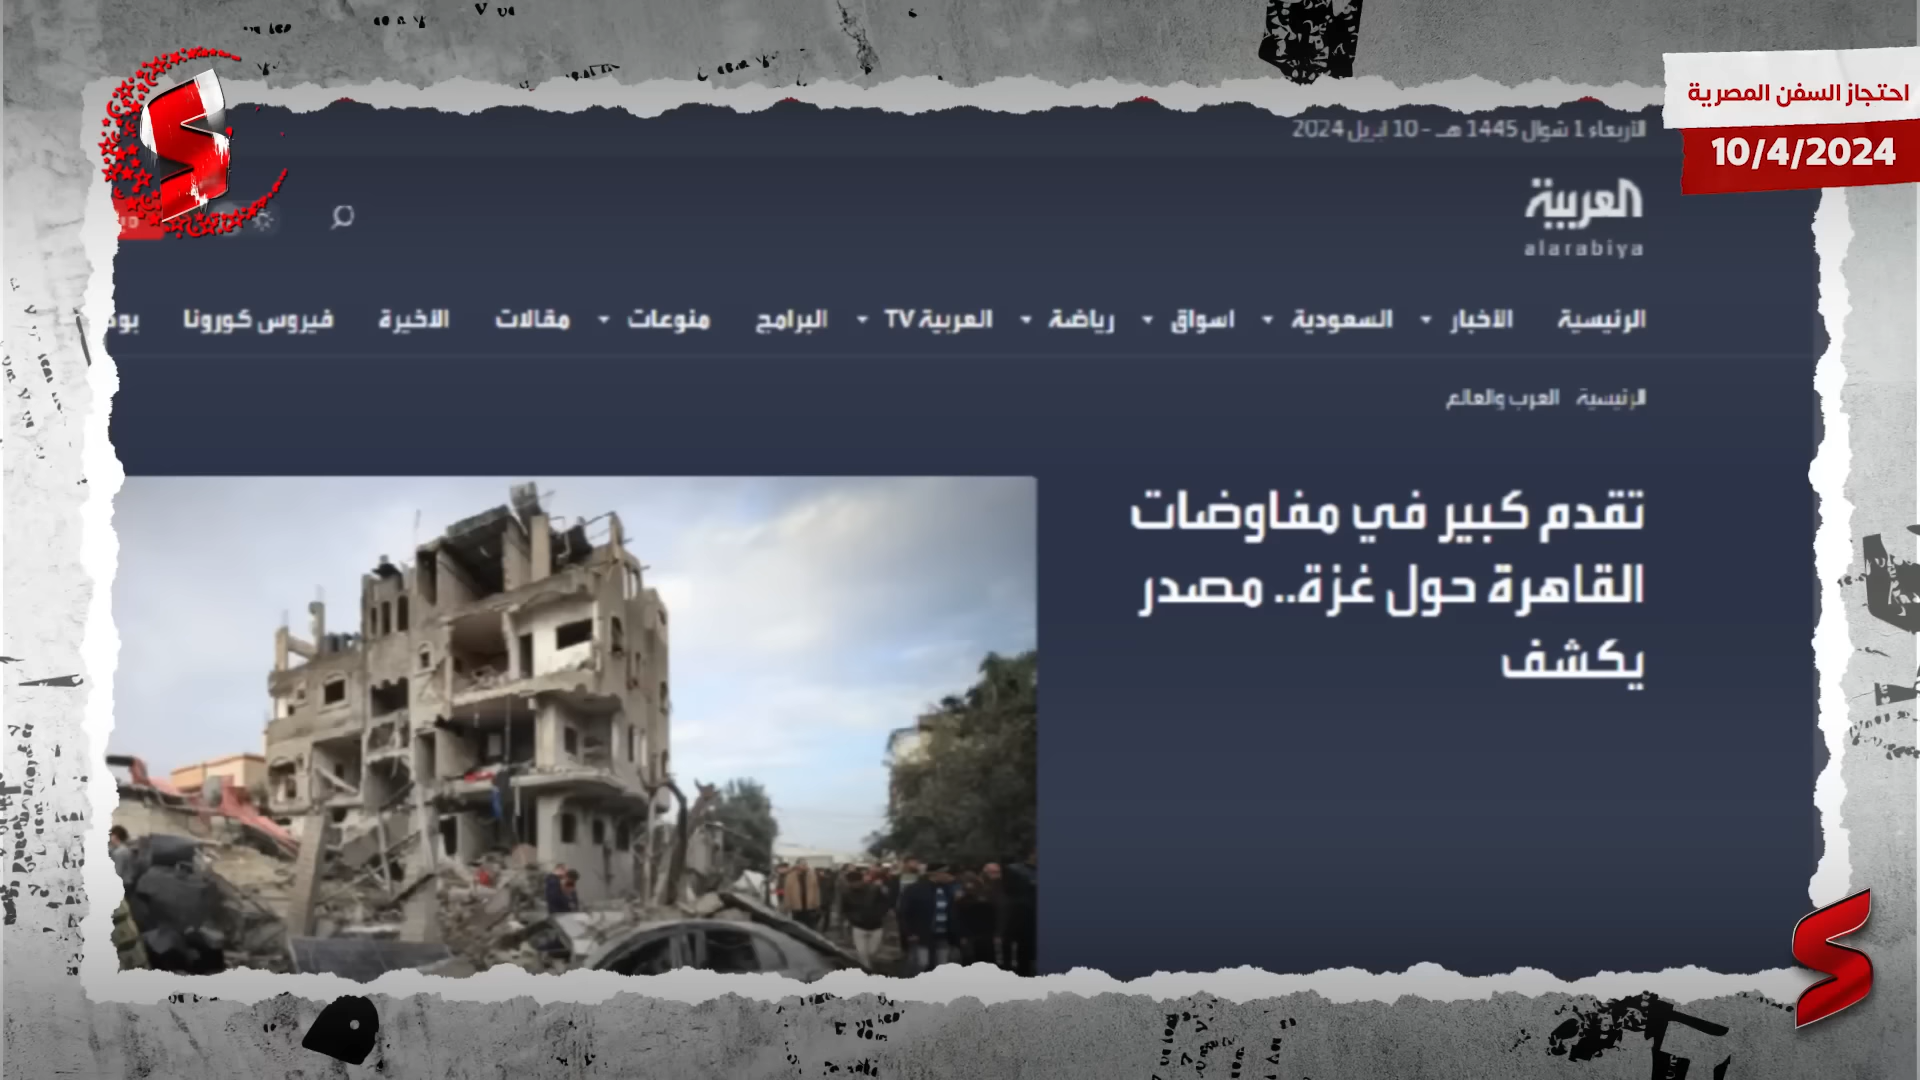 احتجاز السفن المصرية
10/4/2024
الأربعاء 1 شوال 1445 هـ - 10 ابريل 2024
العربية
alarabiya
الرئيسية الأخبار السعودية اسواق رياضة العربية TV البرامج منوعات مقالات الأخيرة فيروس كورونا
الرئيسية العرب والعالم
تقدم كبير في مفاوضات
القاهرة حول غزة.. مصدر
يكشف